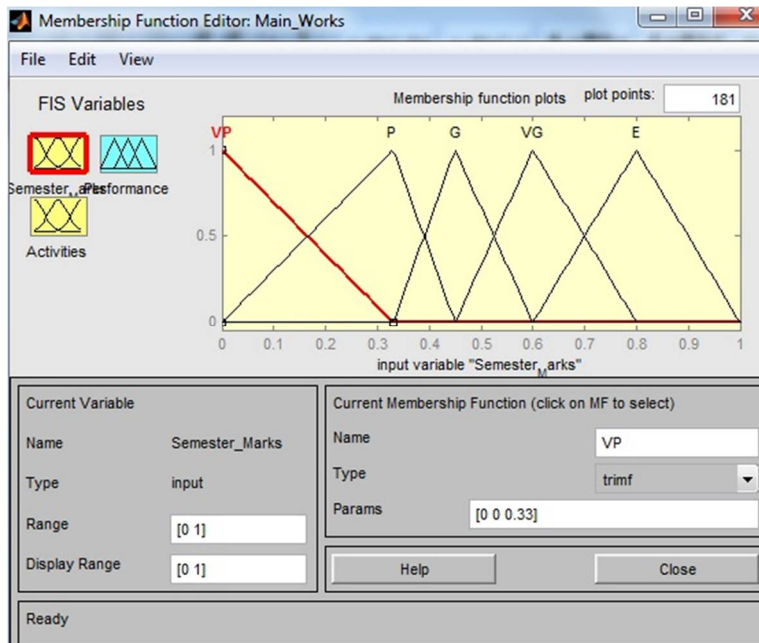 Membership Function Editor: Main_Works
File Edit View
FIS Variables
Membership function plots plot points: 181
VP P G VG E
1
0.5
0
0 0.1 0.2 0.3 0.4 0.5 0.6 0.7 0.8 0.9 1
input variable "Semester_Marks"
Semester_Marks Performance
Activities
Current Variable
Name Semester_Marks
Type input
Range [0 1]
Display Range [0 1]
Current Membership Function (click on MF to select)
Name VP
Type trimf
Params [0 0 0.33]
Help Close
Ready